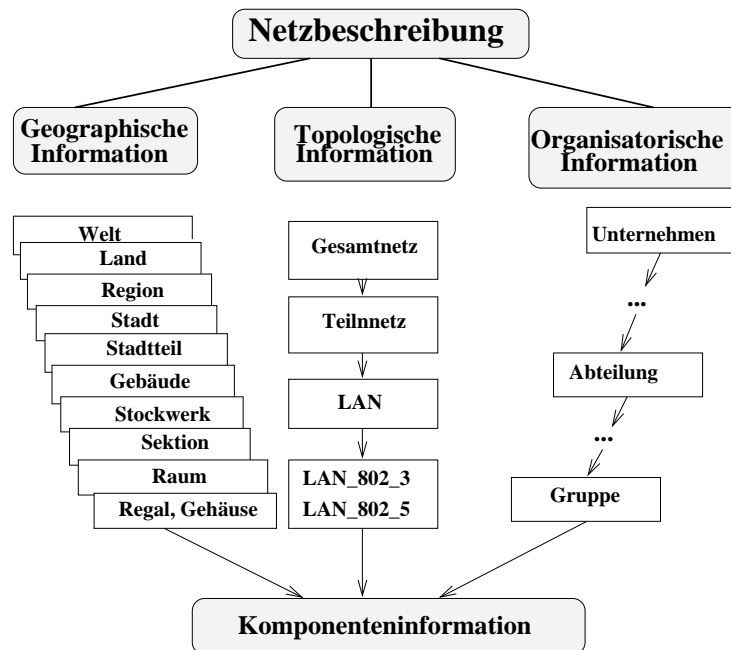 Netzbeschreibung
Geographische
Information
Topologische
Information
Organisatorische
Information
Welt
Land
Region
Stadt
Stadtteil
Gebäude
Stockwerk
Sektion
Raum
Regal, Gehäuse
Gesamtnetz
Teilnnetz
LAN
LAN_802_3
LAN_802_5
Unternehmen
...
Abteilung
...
Gruppe
Komponenteninformation